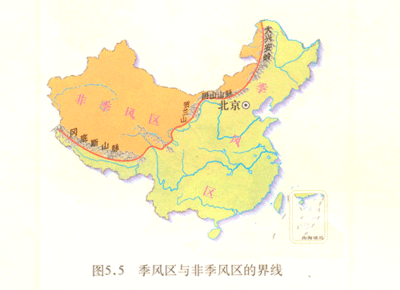 大兴安岭
阴山山脉
贺兰山
北京
非季风区
季风区
冈底斯山脉
南海诸岛
图5.5 季风区与非季风区的界线